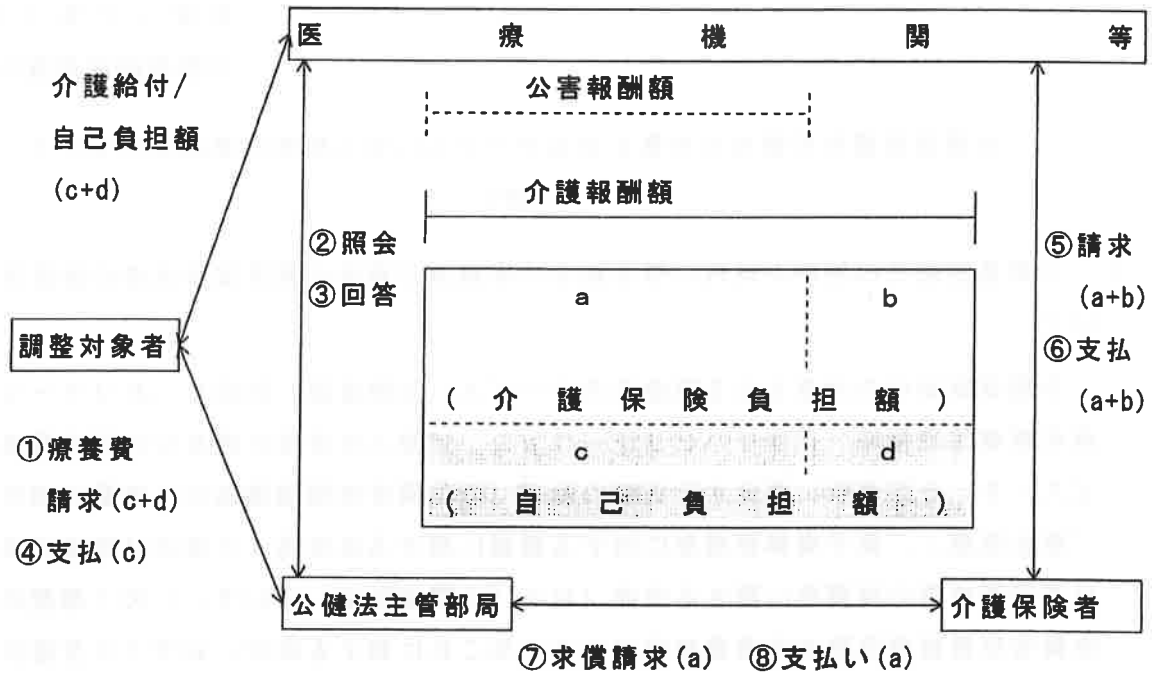 医療機関等
介護給付/
自己負担額
(c+d)
公害報酬額
介護報酬額
②照会
③回答
a b
(介護保険負担額)
c d
(自己負担額)
⑤請求
(a+b)
⑥支払
(a+b)
調整対象者
①療養費
請求(c+d)
④支払(c)
公健法主管部局
介護保険者
⑦求償請求(a) ⑧支払い(a)